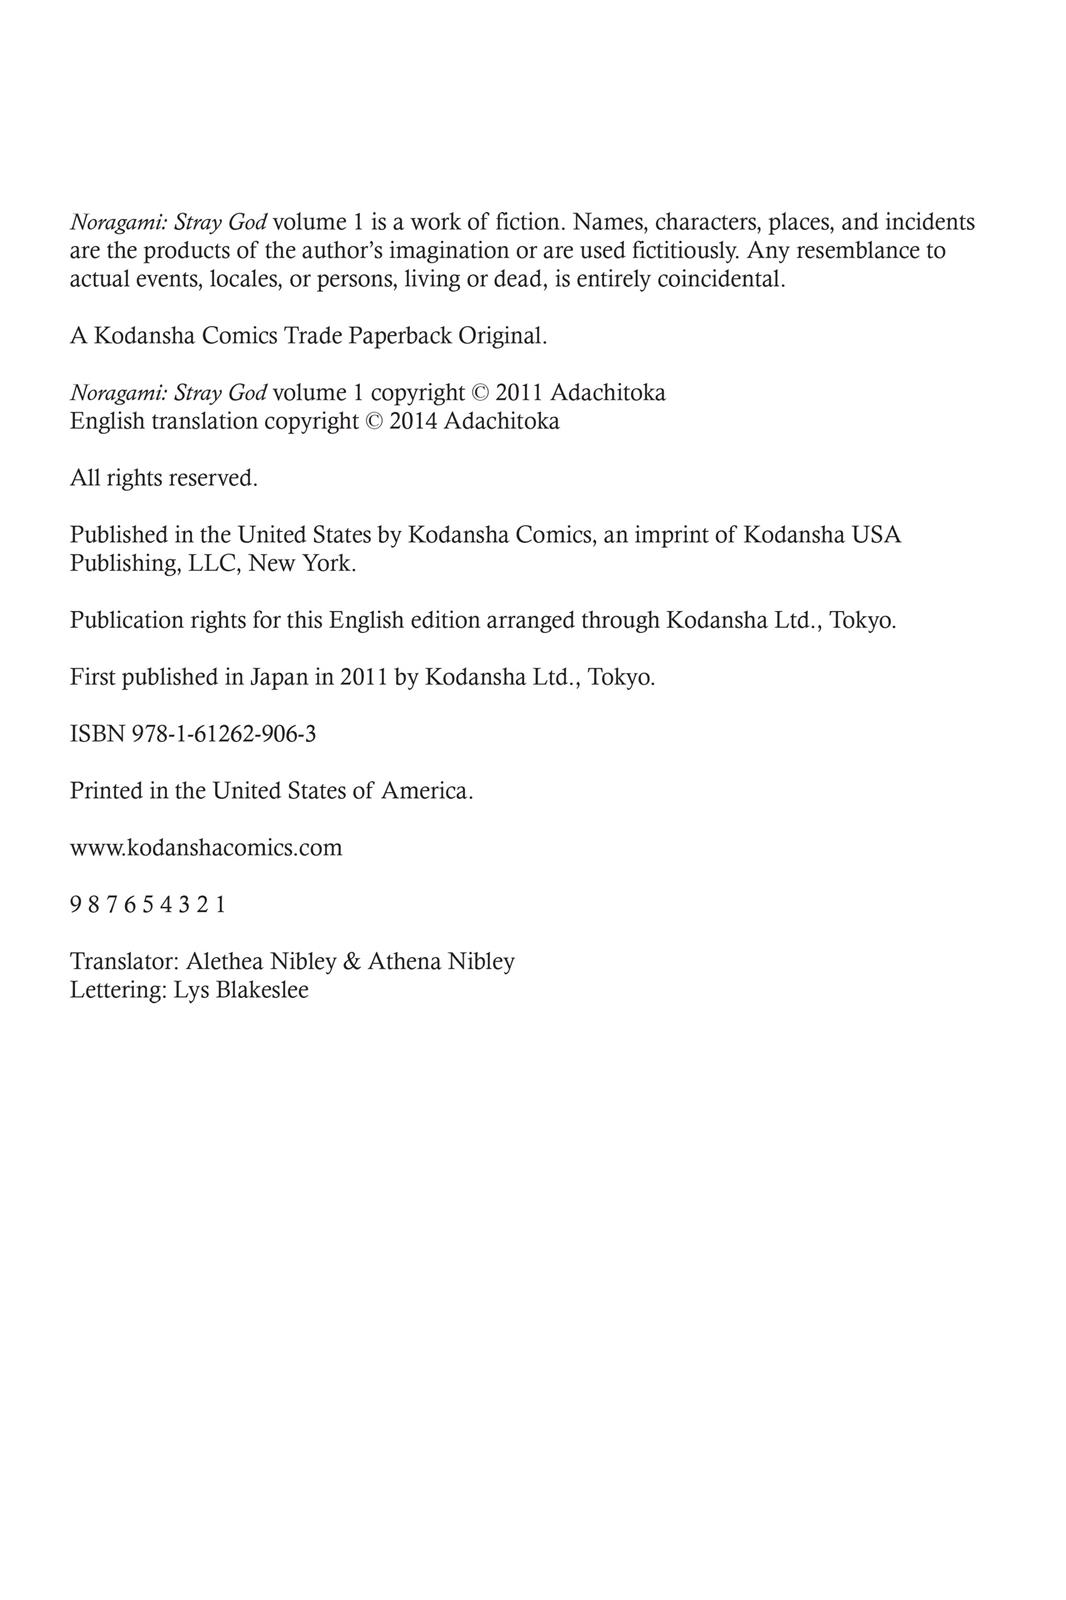 Noragami: Stray God volume 1 is a work of fiction. Names, characters, places, and incidents
are the products of the author’s imagination or are used fictitiously. Any resemblance to
actual events, locales, or persons, living or dead, is entirely coincidental.
A Kodansha Comics Trade Paperback Original.
Noragami: Stray God volume 1 copyright © 2011 Adachitoka
English translation copyright © 2014 Adachitoka
All rights reserved.
Published in the United States by Kodansha Comics, an imprint of Kodansha USA
Publishing, LLC, New York.
Publication rights for this English edition arranged through Kodansha Ltd., Tokyo.
First published in Japan in 2011 by Kodansha Ltd., Tokyo.
ISBN 978-1-61262-906-3
Printed in the United States of America.
www.kodanshacomics.com
9 8 7 6 5 4 3 2 1
Translator: Alethea Nibley & Athena Nibley
Lettering: Lys Blakeslee